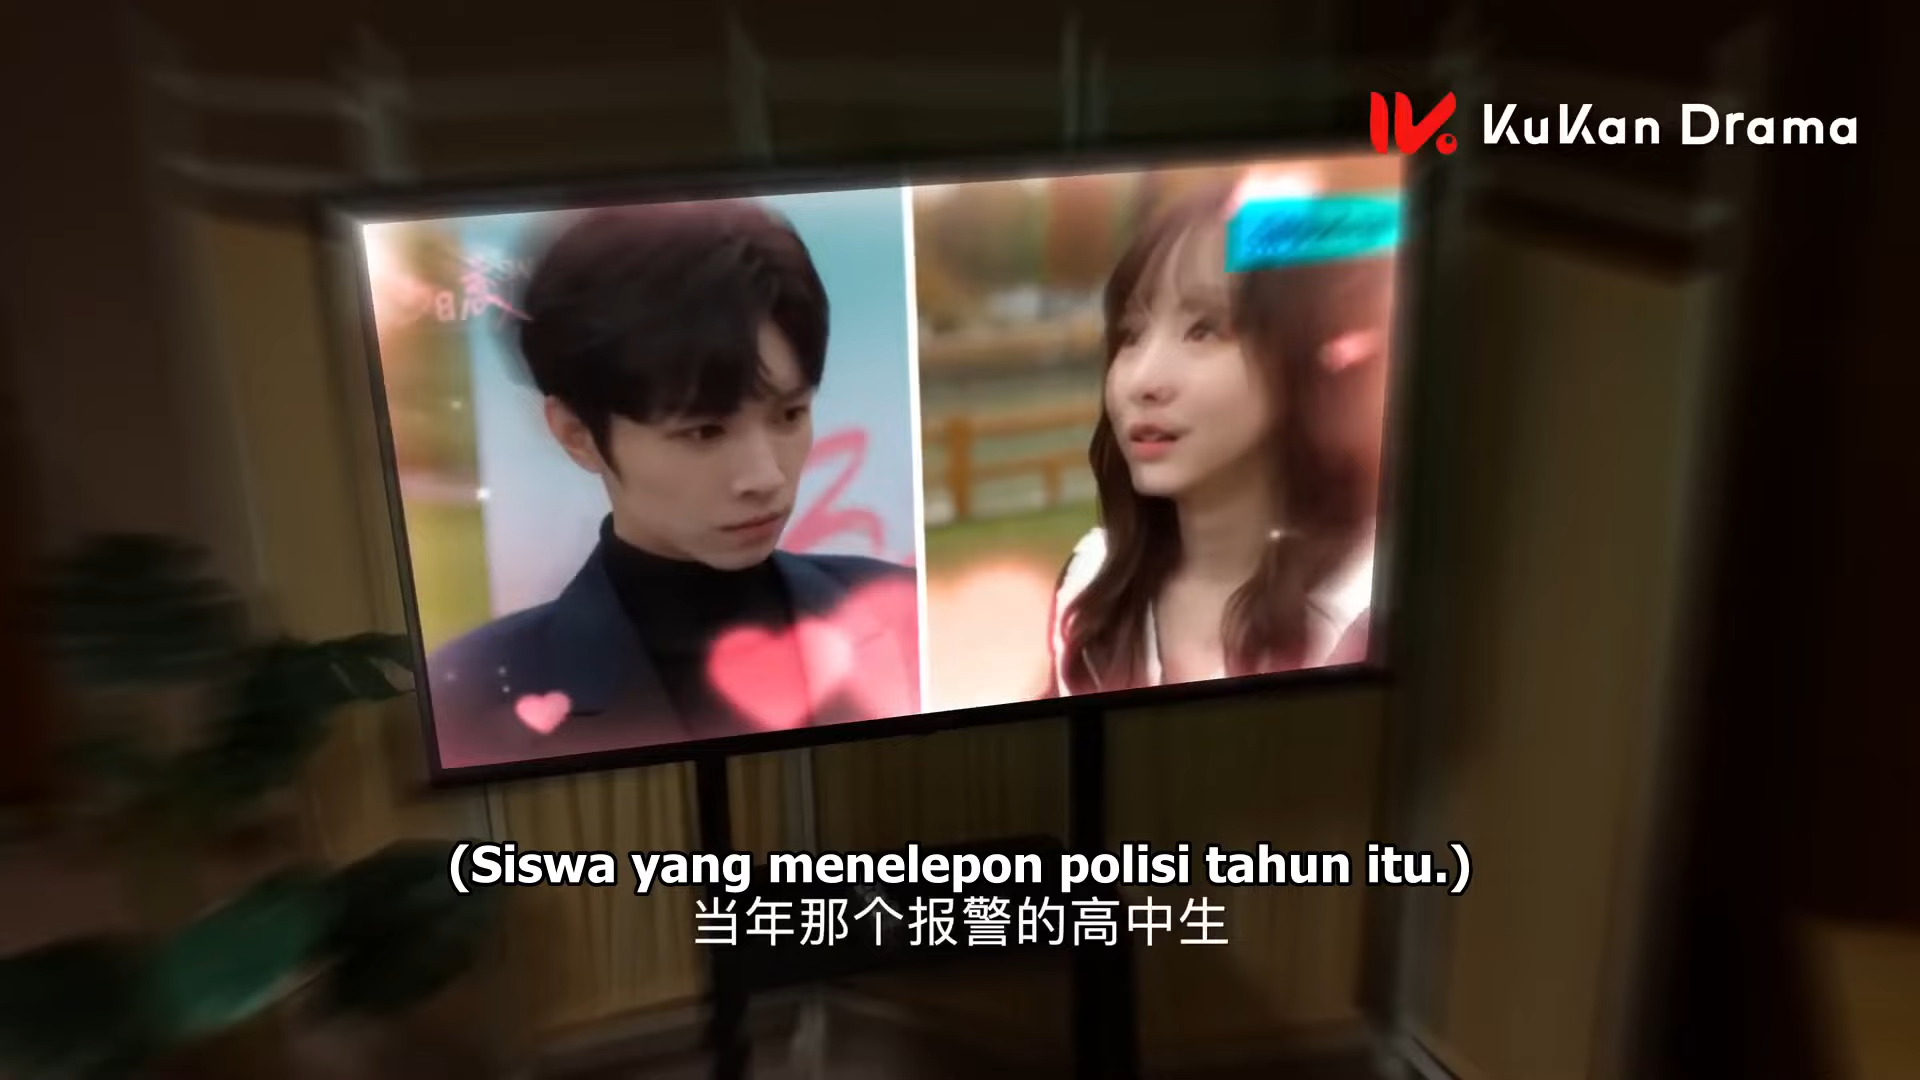 KuKan Drama
(Siswa yang menelepon polisi tahun itu.)
当年那个报警的高中生